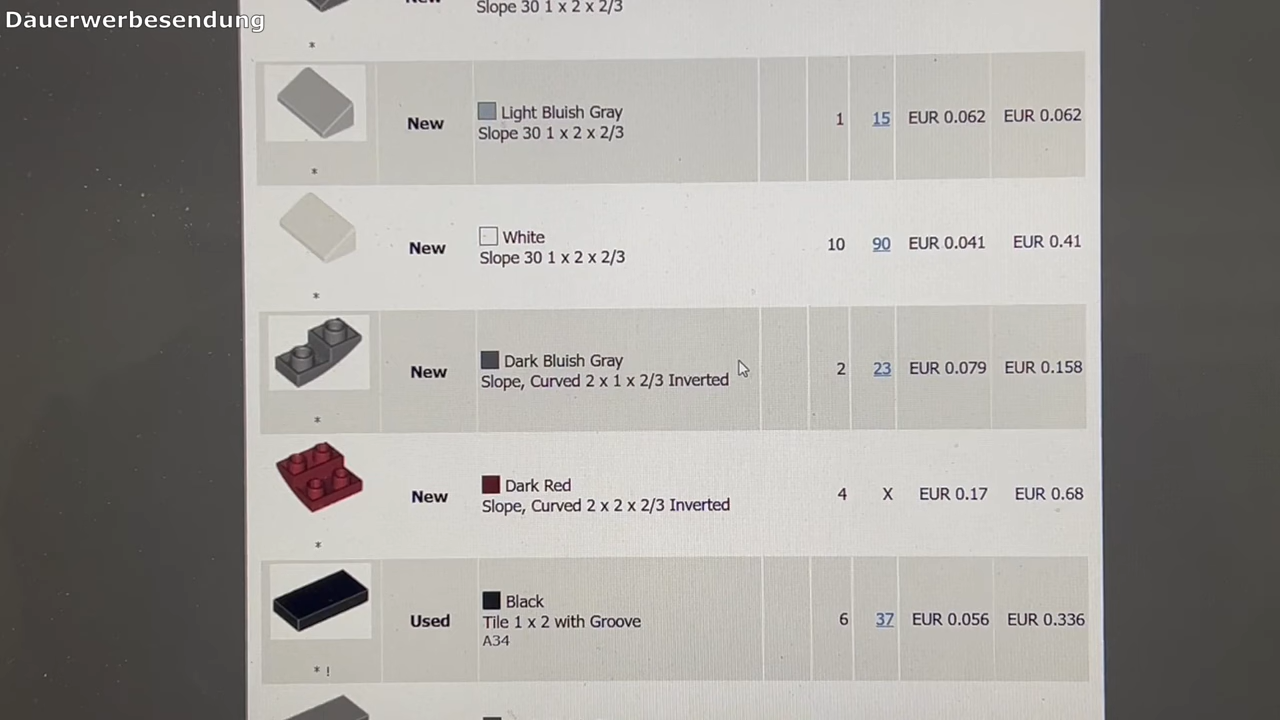 Dauerwerbesendung
New
Slope 30 1 x 2 x 2/3
*
New
Light Bluish Gray
Slope 30 1 x 2 x 2/3
1
15
EUR 0.062
EUR 0.062
*
New
White
Slope 30 1 x 2 x 2/3
10
90
EUR 0.041
EUR 0.41
*
New
Dark Bluish Gray
Slope, Curved 2 x 1 x 2/3 Inverted
2
23
EUR 0.079
EUR 0.158
*
New
Dark Red
Slope, Curved 2 x 2 x 2/3 Inverted
4
X
EUR 0.17
EUR 0.68
*
Used
Black
Tile 1 x 2 with Groove
A34
6
37
EUR 0.056
EUR 0.336
* !